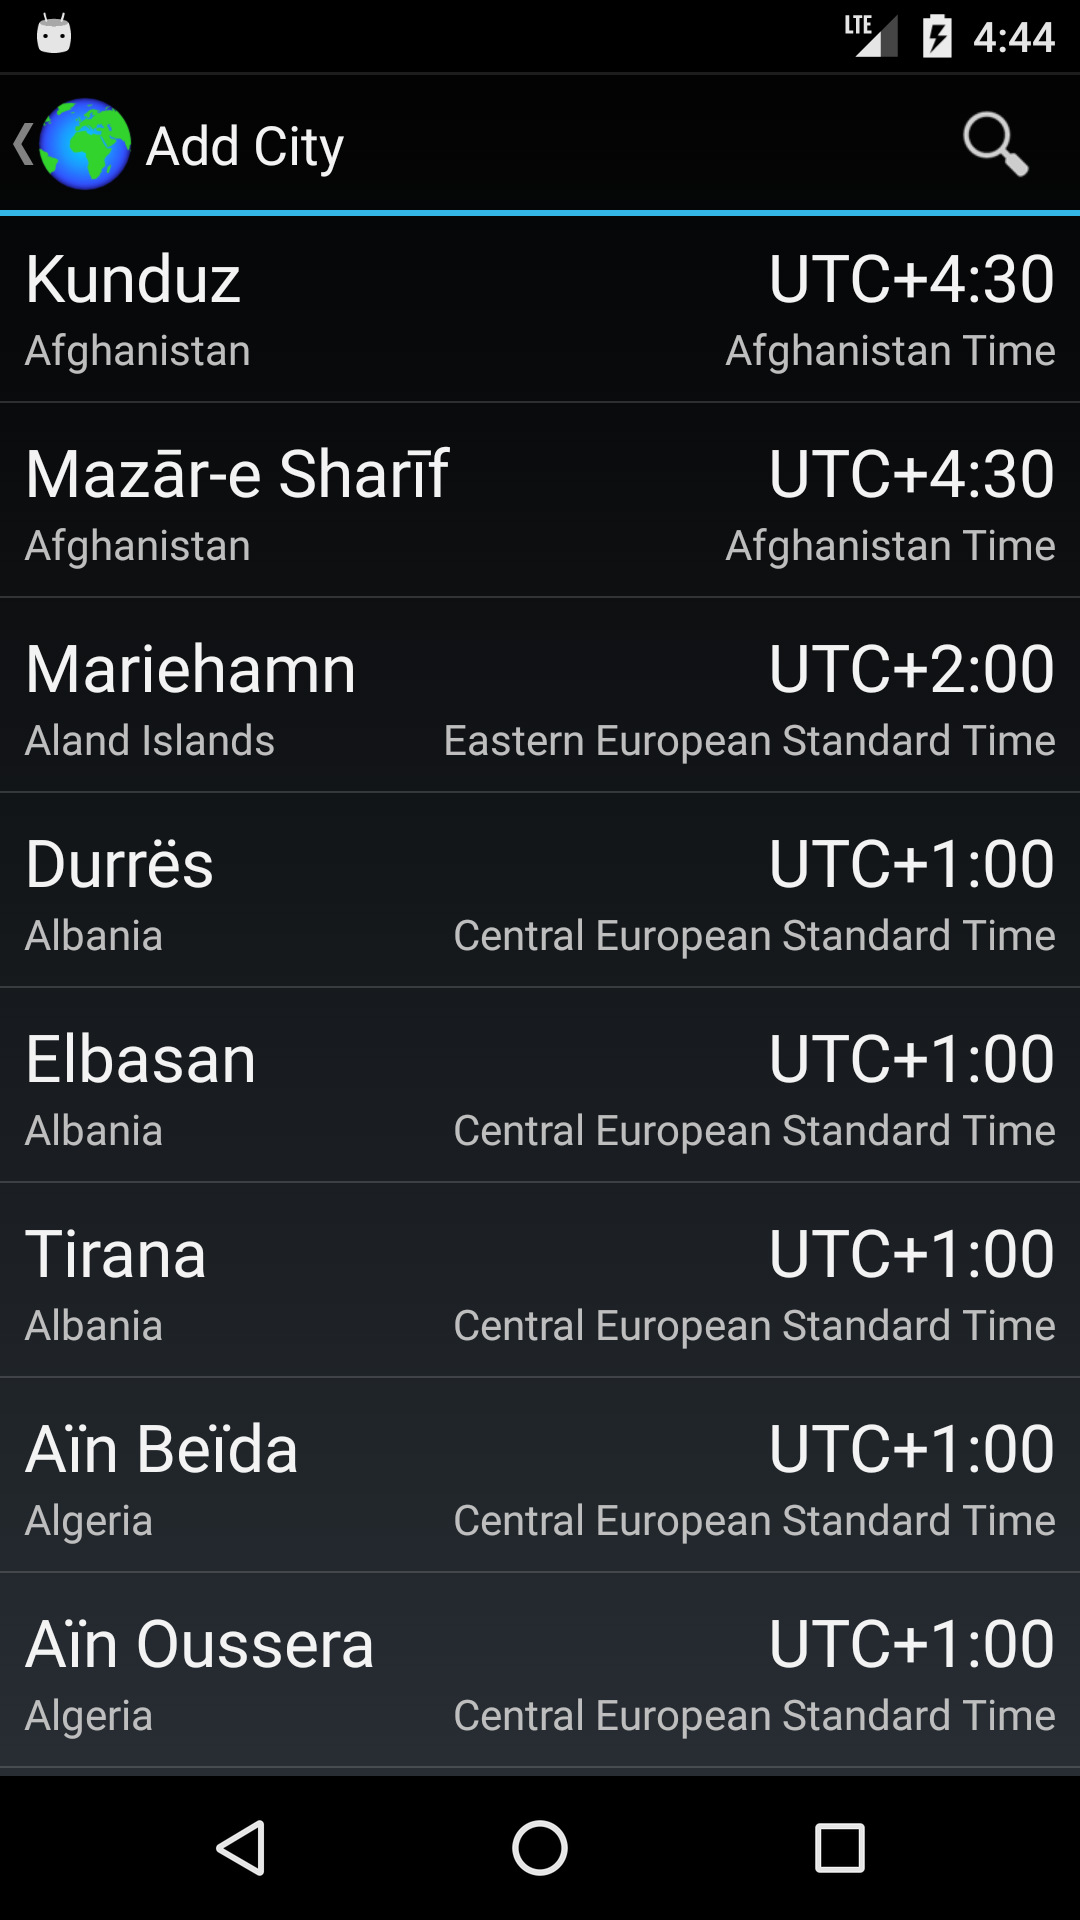 LTE 4:44
Add City
Kunduz UTC+4:30
Afghanistan Afghanistan Time
Mazār-e Sharīf UTC+4:30
Afghanistan Afghanistan Time
Mariehamn UTC+2:00
Aland Islands Eastern European Standard Time
Durrës UTC+1:00
Albania Central European Standard Time
Elbasan UTC+1:00
Albania Central European Standard Time
Tirana UTC+1:00
Albania Central European Standard Time
Aïn Beïda UTC+1:00
Algeria Central European Standard Time
Aïn Oussera UTC+1:00
Algeria Central European Standard Time